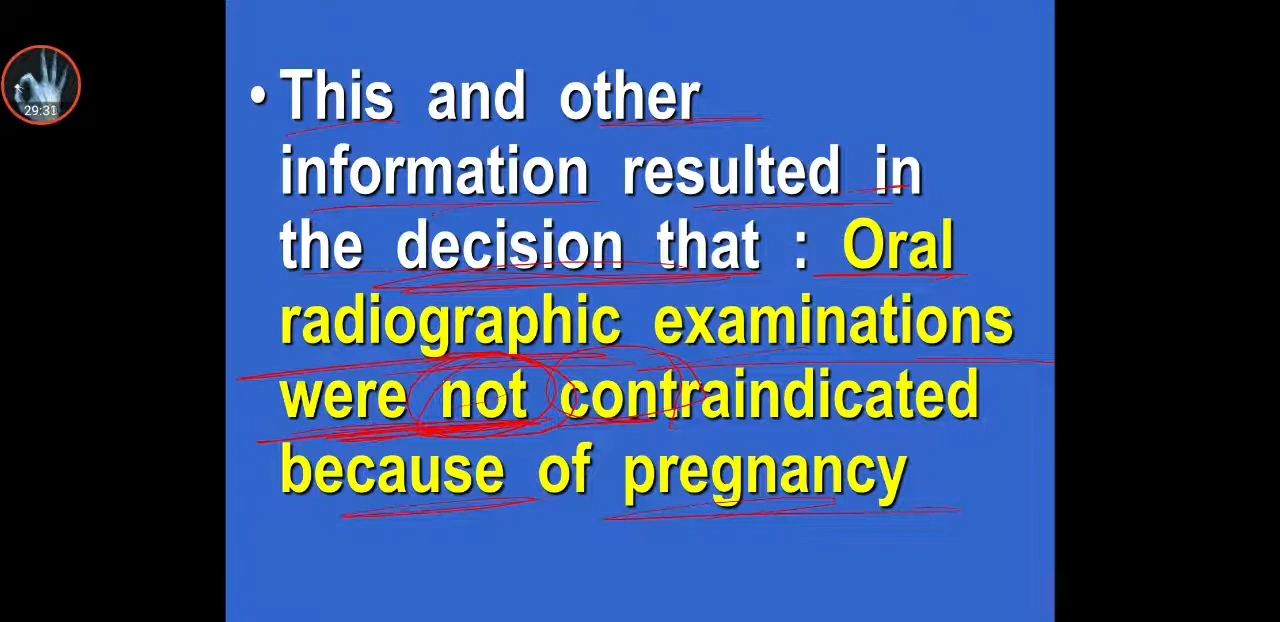 29:31
• This and other
information resulted in
the decision that : Oral
radiographic examinations
were not contraindicated
because of pregnancy